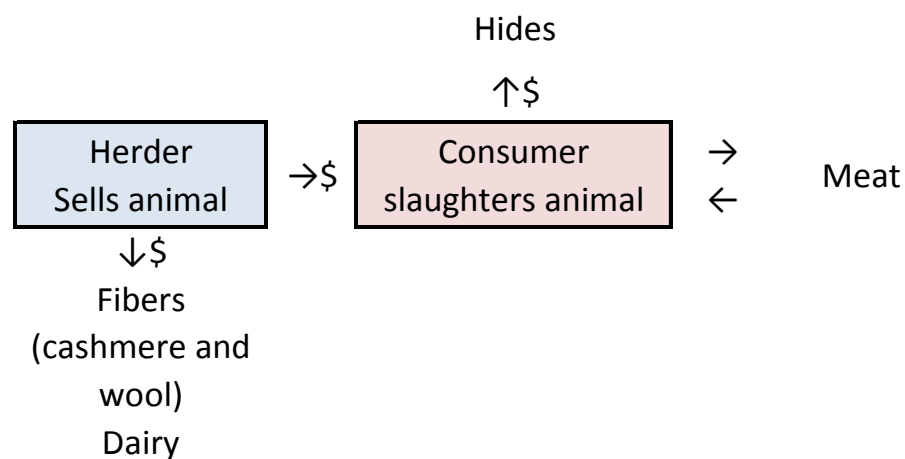 Hides
↑$
Herder
Sells animal
→$
Consumer
slaughters animal
→
←
Meat
↓$
Fibers
(cashmere and
wool)
Dairy